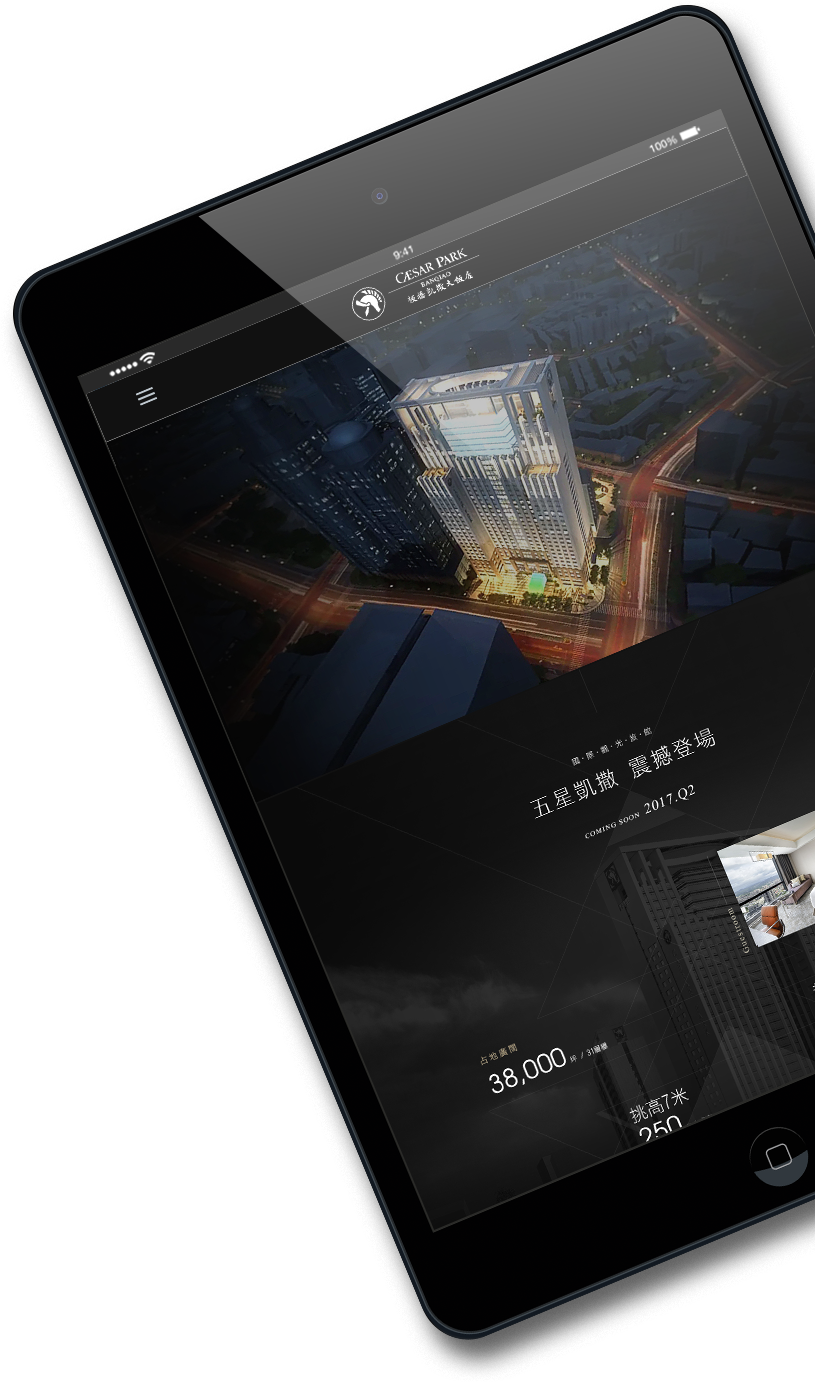 100%
9:41
CÆSAR PARK
BANQIAO
板橋凱撒大飯店
國・際・觀・光・旅・館
五星凱撒 震撼登場
COMING SOON 2017.Q2
Guestroom
占地廣闊
38,000 坪 / 31層樓
挑高7米
250